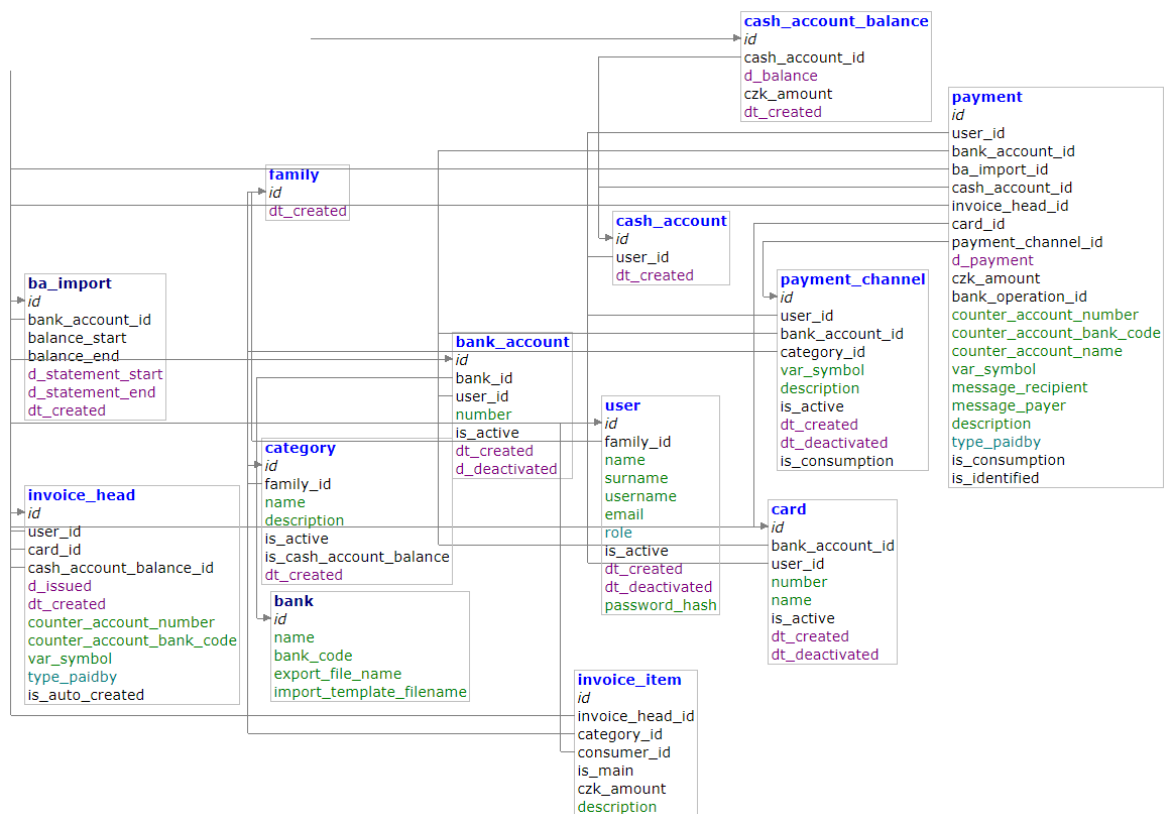 cash_account_balance
id
cash_account_id
d_balance
czk_amount
dt_created
payment
id
user_id
bank_account_id
ba_import_id
cash_account_id
invoice_head_id
card_id
payment_channel_id
d_payment
czk_amount
bank_operation_id
counter_account_number
counter_account_bank_code
counter_account_name
var_symbol
message_recipient
message_payer
description
type_paidby
is_consumption
is_identified
family
id
dt_created
cash_account
id
user_id
dt_created
payment_channel
id
user_id
bank_account_id
category_id
var_symbol
description
is_active
dt_created
dt_deactivated
is_consumption
ba_import
id
bank_account_id
balance_start
balance_end
d_statement_start
d_statement_end
dt_created
bank_account
id
bank_id
user_id
number
is_active
dt_created
d_deactivated
user
id
family_id
name
surname
username
email
role
is_active
dt_created
dt_deactivated
password_hash
category
id
family_id
name
description
is_active
is_cash_account_balance
dt_created
invoice_head
id
user_id
card_id
cash_account_balance_id
d_issued
dt_created
counter_account_number
counter_account_bank_code
var_symbol
type_paidby
is_auto_created
card
id
bank_account_id
user_id
number
name
is_active
dt_created
dt_deactivated
bank
id
name
bank_code
export_file_name
import_template_filename
invoice_item
id
invoice_head_id
category_id
consumer_id
is_main
czk_amount
description